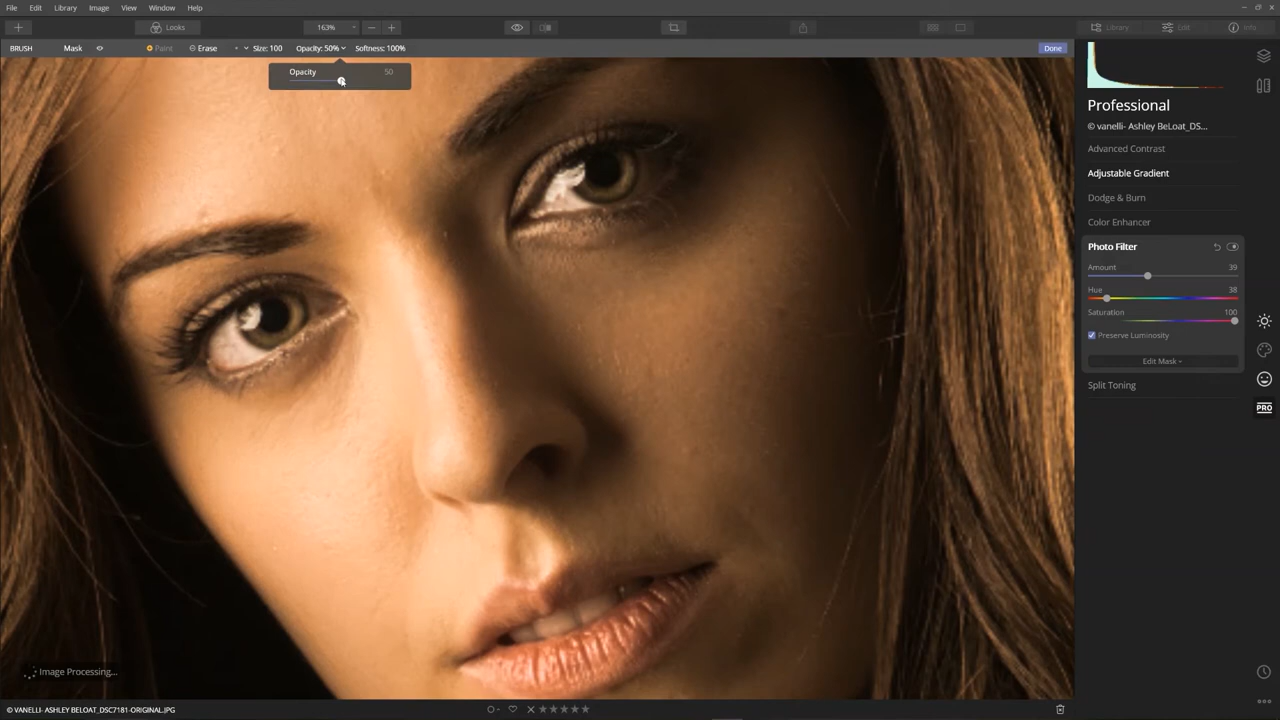 File Edit Library Image View Window Help
Looks 163% Library Edit Info
BRUSH Mask Paint Erase Size: 100 Opacity: 50% Softness: 100% Done
Opacity 50
Professional
© vanelli- Ashley BeLoat_DS...
Advanced Contrast
Adjustable Gradient
Dodge & Burn
Color Enhancer
Photo Filter
Amount 39
Hue 38
Saturation 100
Preserve Luminosity
Edit Mask
Split Toning
PRO
Image Processing...
© VANELLI- ASHLEY BELOAT_DSC7181-ORIGINAL.JPG